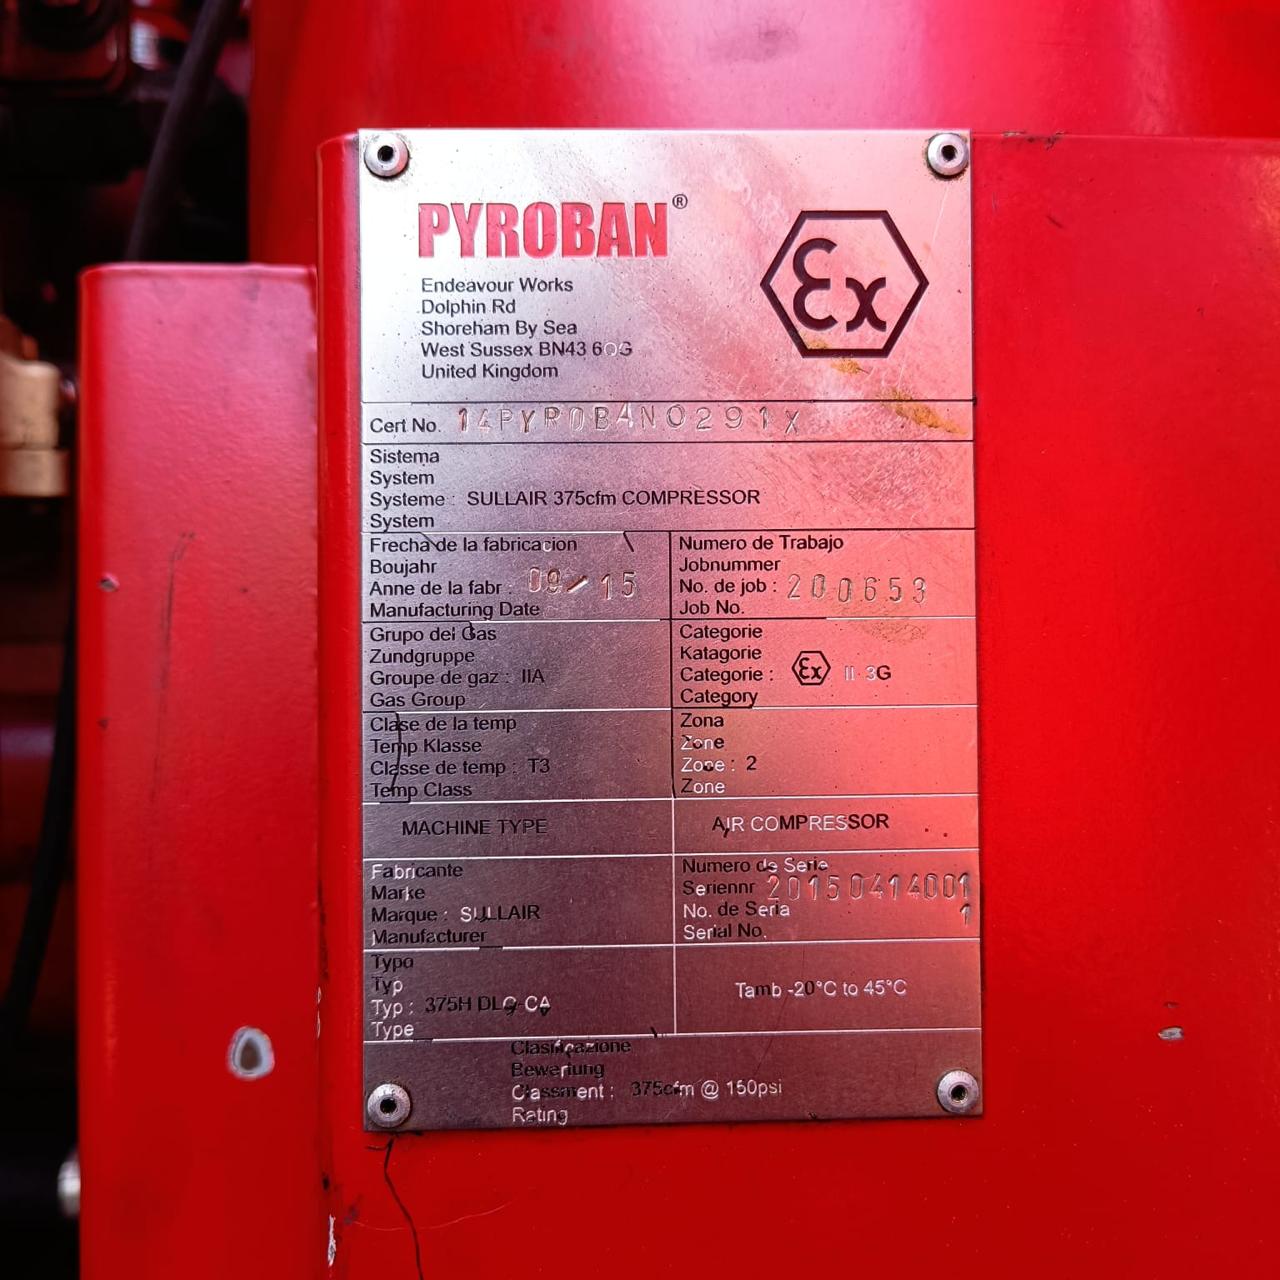 PYROBAN®
Ex
Endeavour Works
Dolphin Rd
Shoreham By Sea
West Sussex BN43 6QG
United Kingdom
Cert No. 14PYROBAN0291X
Sistema
System
Systeme : SULLAIR 375cfm COMPRESSOR
System
Frecha de la fabricacion
Boujahr
Anne de la fabr : 09/15
Manufacturing Date
Numero de Trabajo
Jobnummer
No. de job : 200653
Job No.
Grupo del Gas
Zundgruppe
Groupe de gaz : IIA
Gas Group
Categorie
Katagorie
Categorie : Ex II 3G
Category
Clase de la temp
Temp Klasse
Classe de temp : T3
Temp Class
Zona
Zone
Zone : 2
Zone
MACHINE TYPE
AIR COMPRESSOR
Fabricante
Marke
Marque : SULLAIR
Manufacturer
Numero de Serie
Seriennr 20150414001
No. de Seria 1
Serial No.
Typo
Typ
Typ : 375H DLQ-CA
Type
Tamb -20°C to 45°C
Clasificazione
Bewertung
Classment : 375cfm @ 150psi
Rating